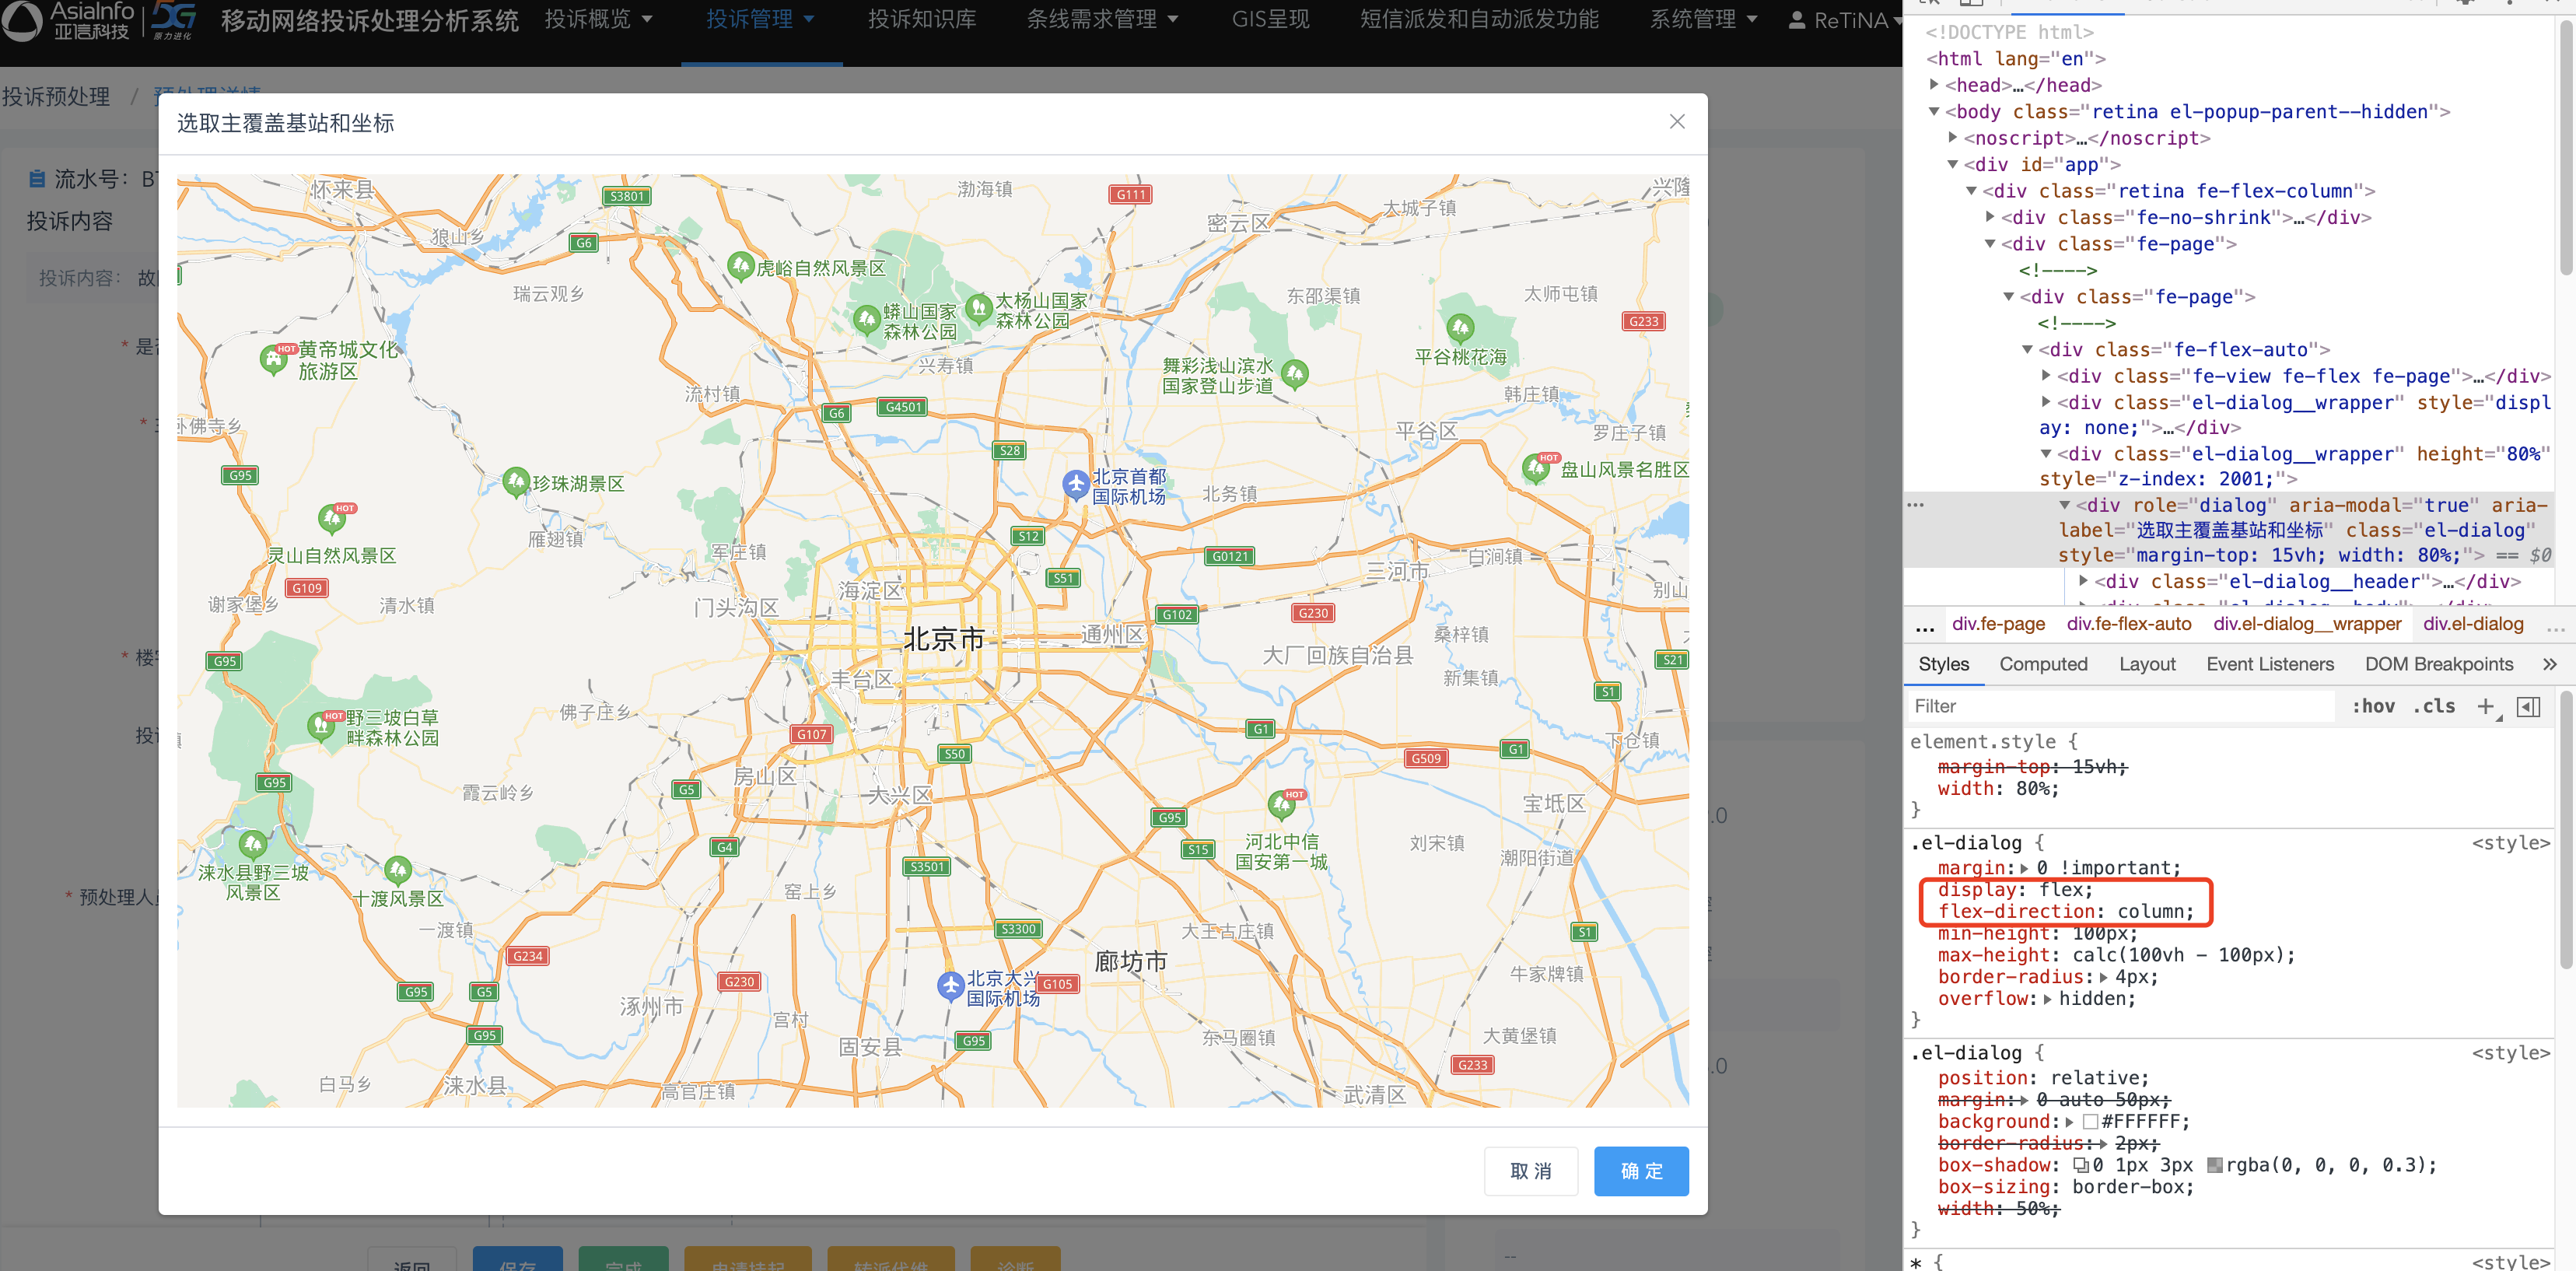 AsiaInfo
亚信科技
5G
原力进化
移动网络投诉处理分析系统
投诉概览
投诉管理
投诉知识库
条线需求管理
GIS呈现
短信派发和自动派发功能
系统管理
ReTiNA
投诉预处理 / 预处理详情
流水号：
投诉内容
投诉内容：
预处理人
选取主覆盖基站和坐标
怀来县
S3801
渤海镇
G111
大城子镇
密云区
狼山乡
G6
虎峪自然风景区
瑞云观乡
蟒山国家
森林公园
太杨山国家
森林公园
东邵渠镇
太师屯镇
G233
平谷桃花海
HOT
黄帝城文化
旅游区
兴寿镇
舞彩浅山滨水
国家登山步道
流村镇
韩庄镇
G6
G4501
卧佛寺乡
平谷区
罗庄子镇
S28
G95
珍珠湖景区
北京首都
国际机场
北务镇
HOT
盘山风景名胜区
HOT
灵山自然风景区
雁翅镇
军庄镇
S12
G0121
白涧镇
三河市
S51
G109
谢家堡乡
清水镇
门头沟区
海淀区
G102
G230
别山
北京市
通州区
桑梓镇
大厂回族自治县
S21
G95
丰台区
新集镇
S1
HOT
野三坡白草
畔森林公园
佛子庄乡
G107
G1
下仓镇
S50
G509
G1
G95
霞云岭乡
G5
房山区
大兴区
HOT
河北中信
国安第一城
宝坻区
G95
涞水县野三坡
风景区
十渡风景区
G4
S3501
S15
刘宋镇
潮阳街道
窑上乡
一渡镇
S3300
大王古庄镇
S1
G234
廊坊市
G95
G5
G230
北京大兴
国际机场
G105
牛家牌镇
涿州市
宫村
G95
固安县
G95
东马圈镇
大黄堡镇
G233
白马乡
涞水县
高官庄镇
武清区
取 消
确 定
返回
保存
完成
申请挂起
转派代维
诊断
<!DOCTYPE html>
<html lang="en">
<head>…</head>
<body class="retina el-popup-parent--hidden">
<noscript>…</noscript>
<div id="app">
<div class="retina fe-flex-column">
<div class="fe-no-shrink">…</div>
<div class="fe-page">
<!---->
<div class="fe-page">
<!---->
<div class="fe-flex-auto">
<div class="fe-view fe-flex fe-page">…</div>
<div class="el-dialog__wrapper" style="displ
ay: none;">…</div>
<div class="el-dialog__wrapper" height="80%"
style="z-index: 2001;">
<div role="dialog" aria-modal="true" aria-
label="选取主覆盖基站和坐标" class="el-dialog"
style="margin-top: 15vh; width: 80%;"> == $0
<div class="el-dialog__header">…</div>
<div class="el-dialog__body">…</div>
… div.fe-page div.fe-flex-auto div.el-dialog__wrapper div.el-dialog …
Styles Computed Layout Event Listeners DOM Breakpoints »
Filter :hov .cls +
element.style {
margin-top: 15vh;
width: 80%;
}
.el-dialog { <style>
margin: 0 !important;
display: flex;
flex-direction: column;
min-height: 100px;
max-height: calc(100vh - 100px);
border-radius: 4px;
overflow: hidden;
}
.el-dialog { <style>
position: relative;
margin: 0 auto 50px;
background: #FFFFFF;
border-radius: 2px;
box-shadow: 0 1px 3px rgba(0, 0, 0, 0.3);
box-sizing: border-box;
width: 50%;
}
* { <style>